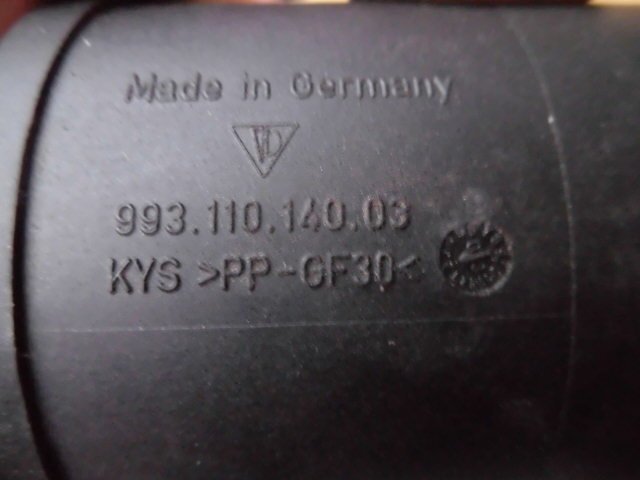 Made in Germany
993.110.140.03
KYS >PP-GF30<